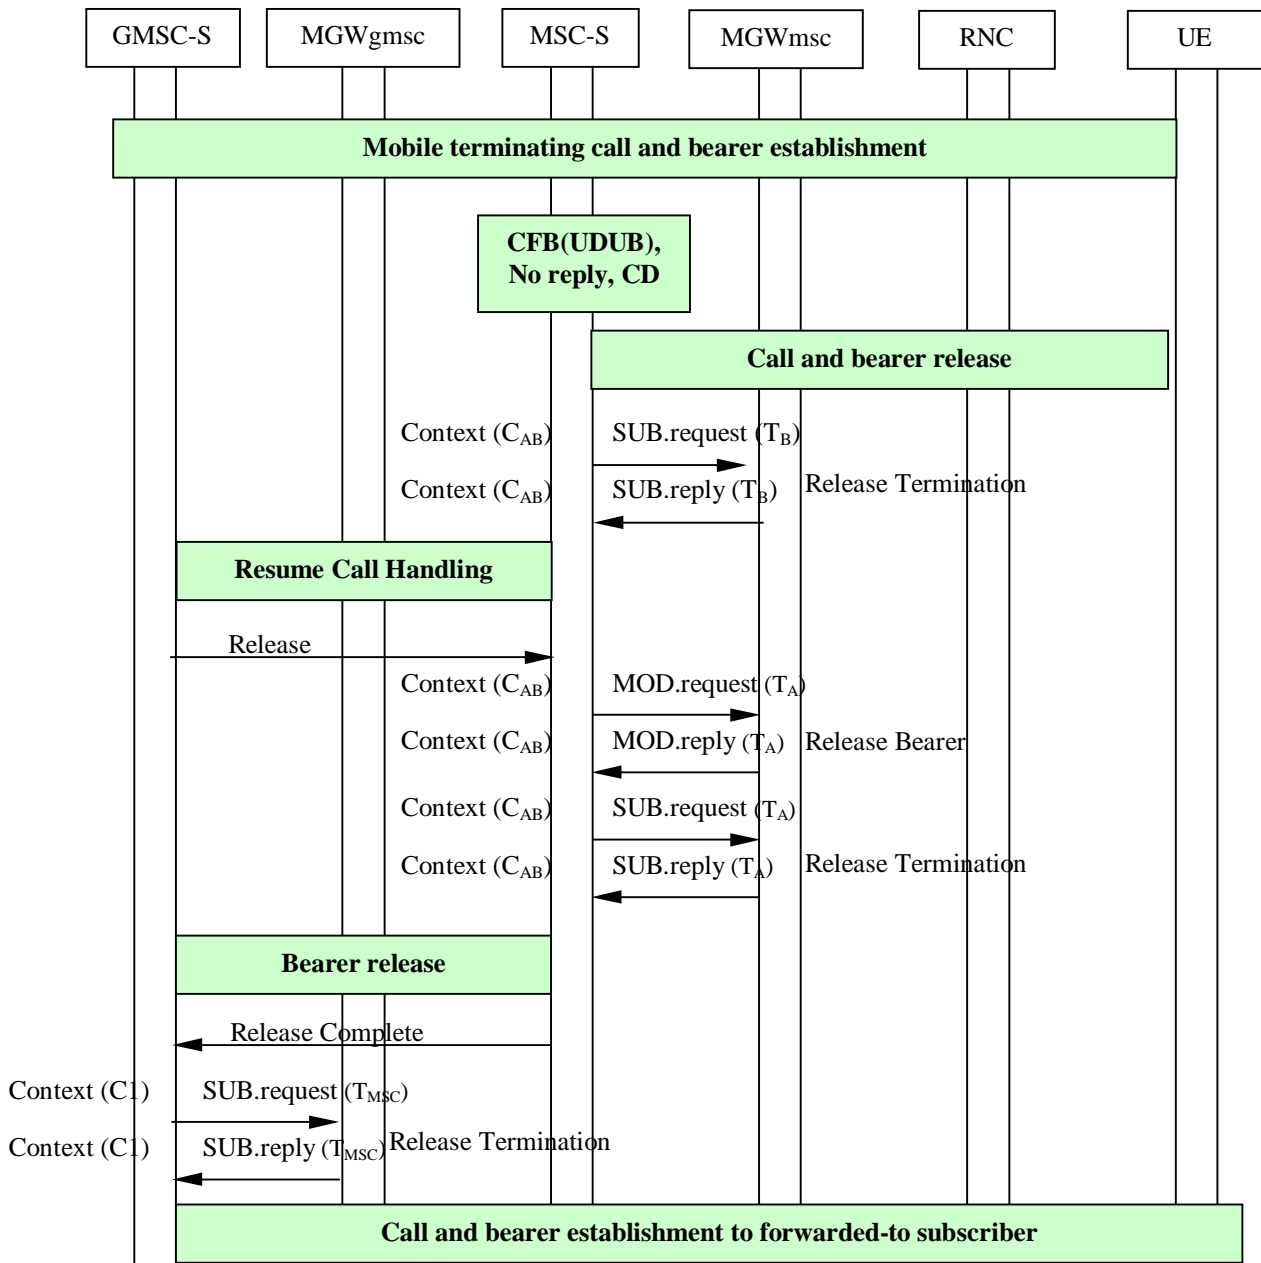 GMSC-S MGWgmsc MSC-S MGWmsc RNC UE
Mobile terminating call and bearer establishment
CFB(UDUB),
No reply, CD
Call and bearer release
Context (CAB) SUB.request (TB)
Context (CAB) SUB.reply (TB) Release Termination
Resume Call Handling
Release
Context (CAB) MOD.request (TA)
Context (CAB) MOD.reply (TA) Release Bearer
Context (CAB) SUB.request (TA)
Context (CAB) SUB.reply (TA) Release Termination
Bearer release
Release Complete
Context (C1) SUB.request (TMSC)
Context (C1) SUB.reply (TMSC) Release Termination
Call and bearer establishment to forwarded-to subscriber